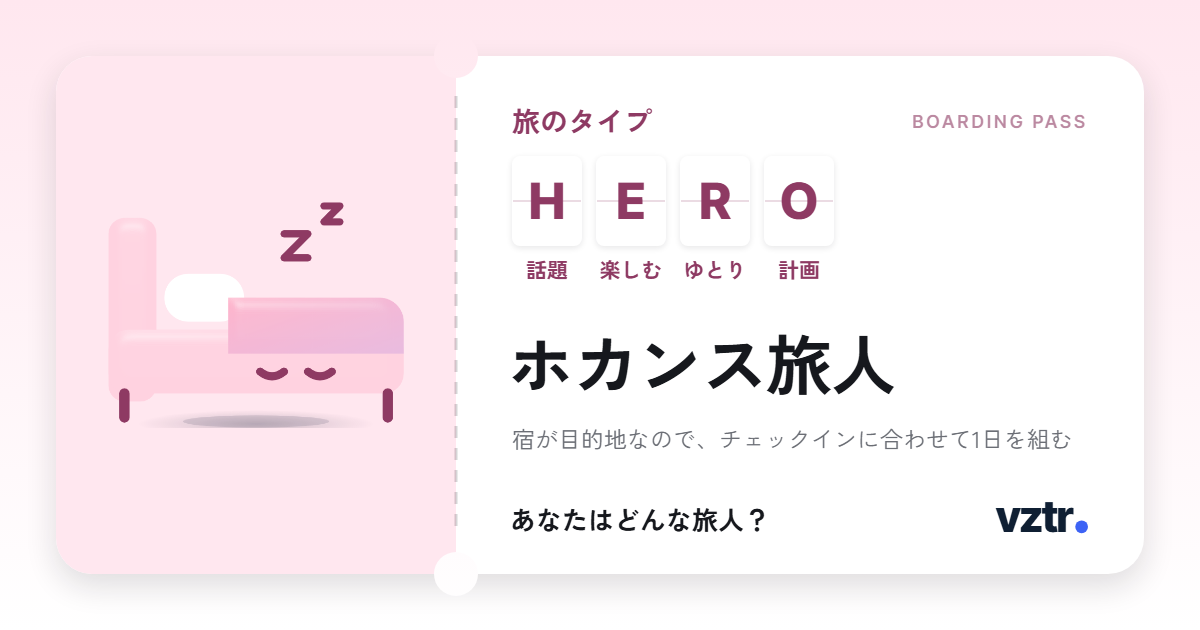 z
z
旅のタイプ
BOARDING PASS
H E R O
話題 楽しむ ゆとり 計画
ホカンス旅人
宿が目的地なので、チェックインに合わせて1日を組む
あなたはどんな旅人？
vztr.